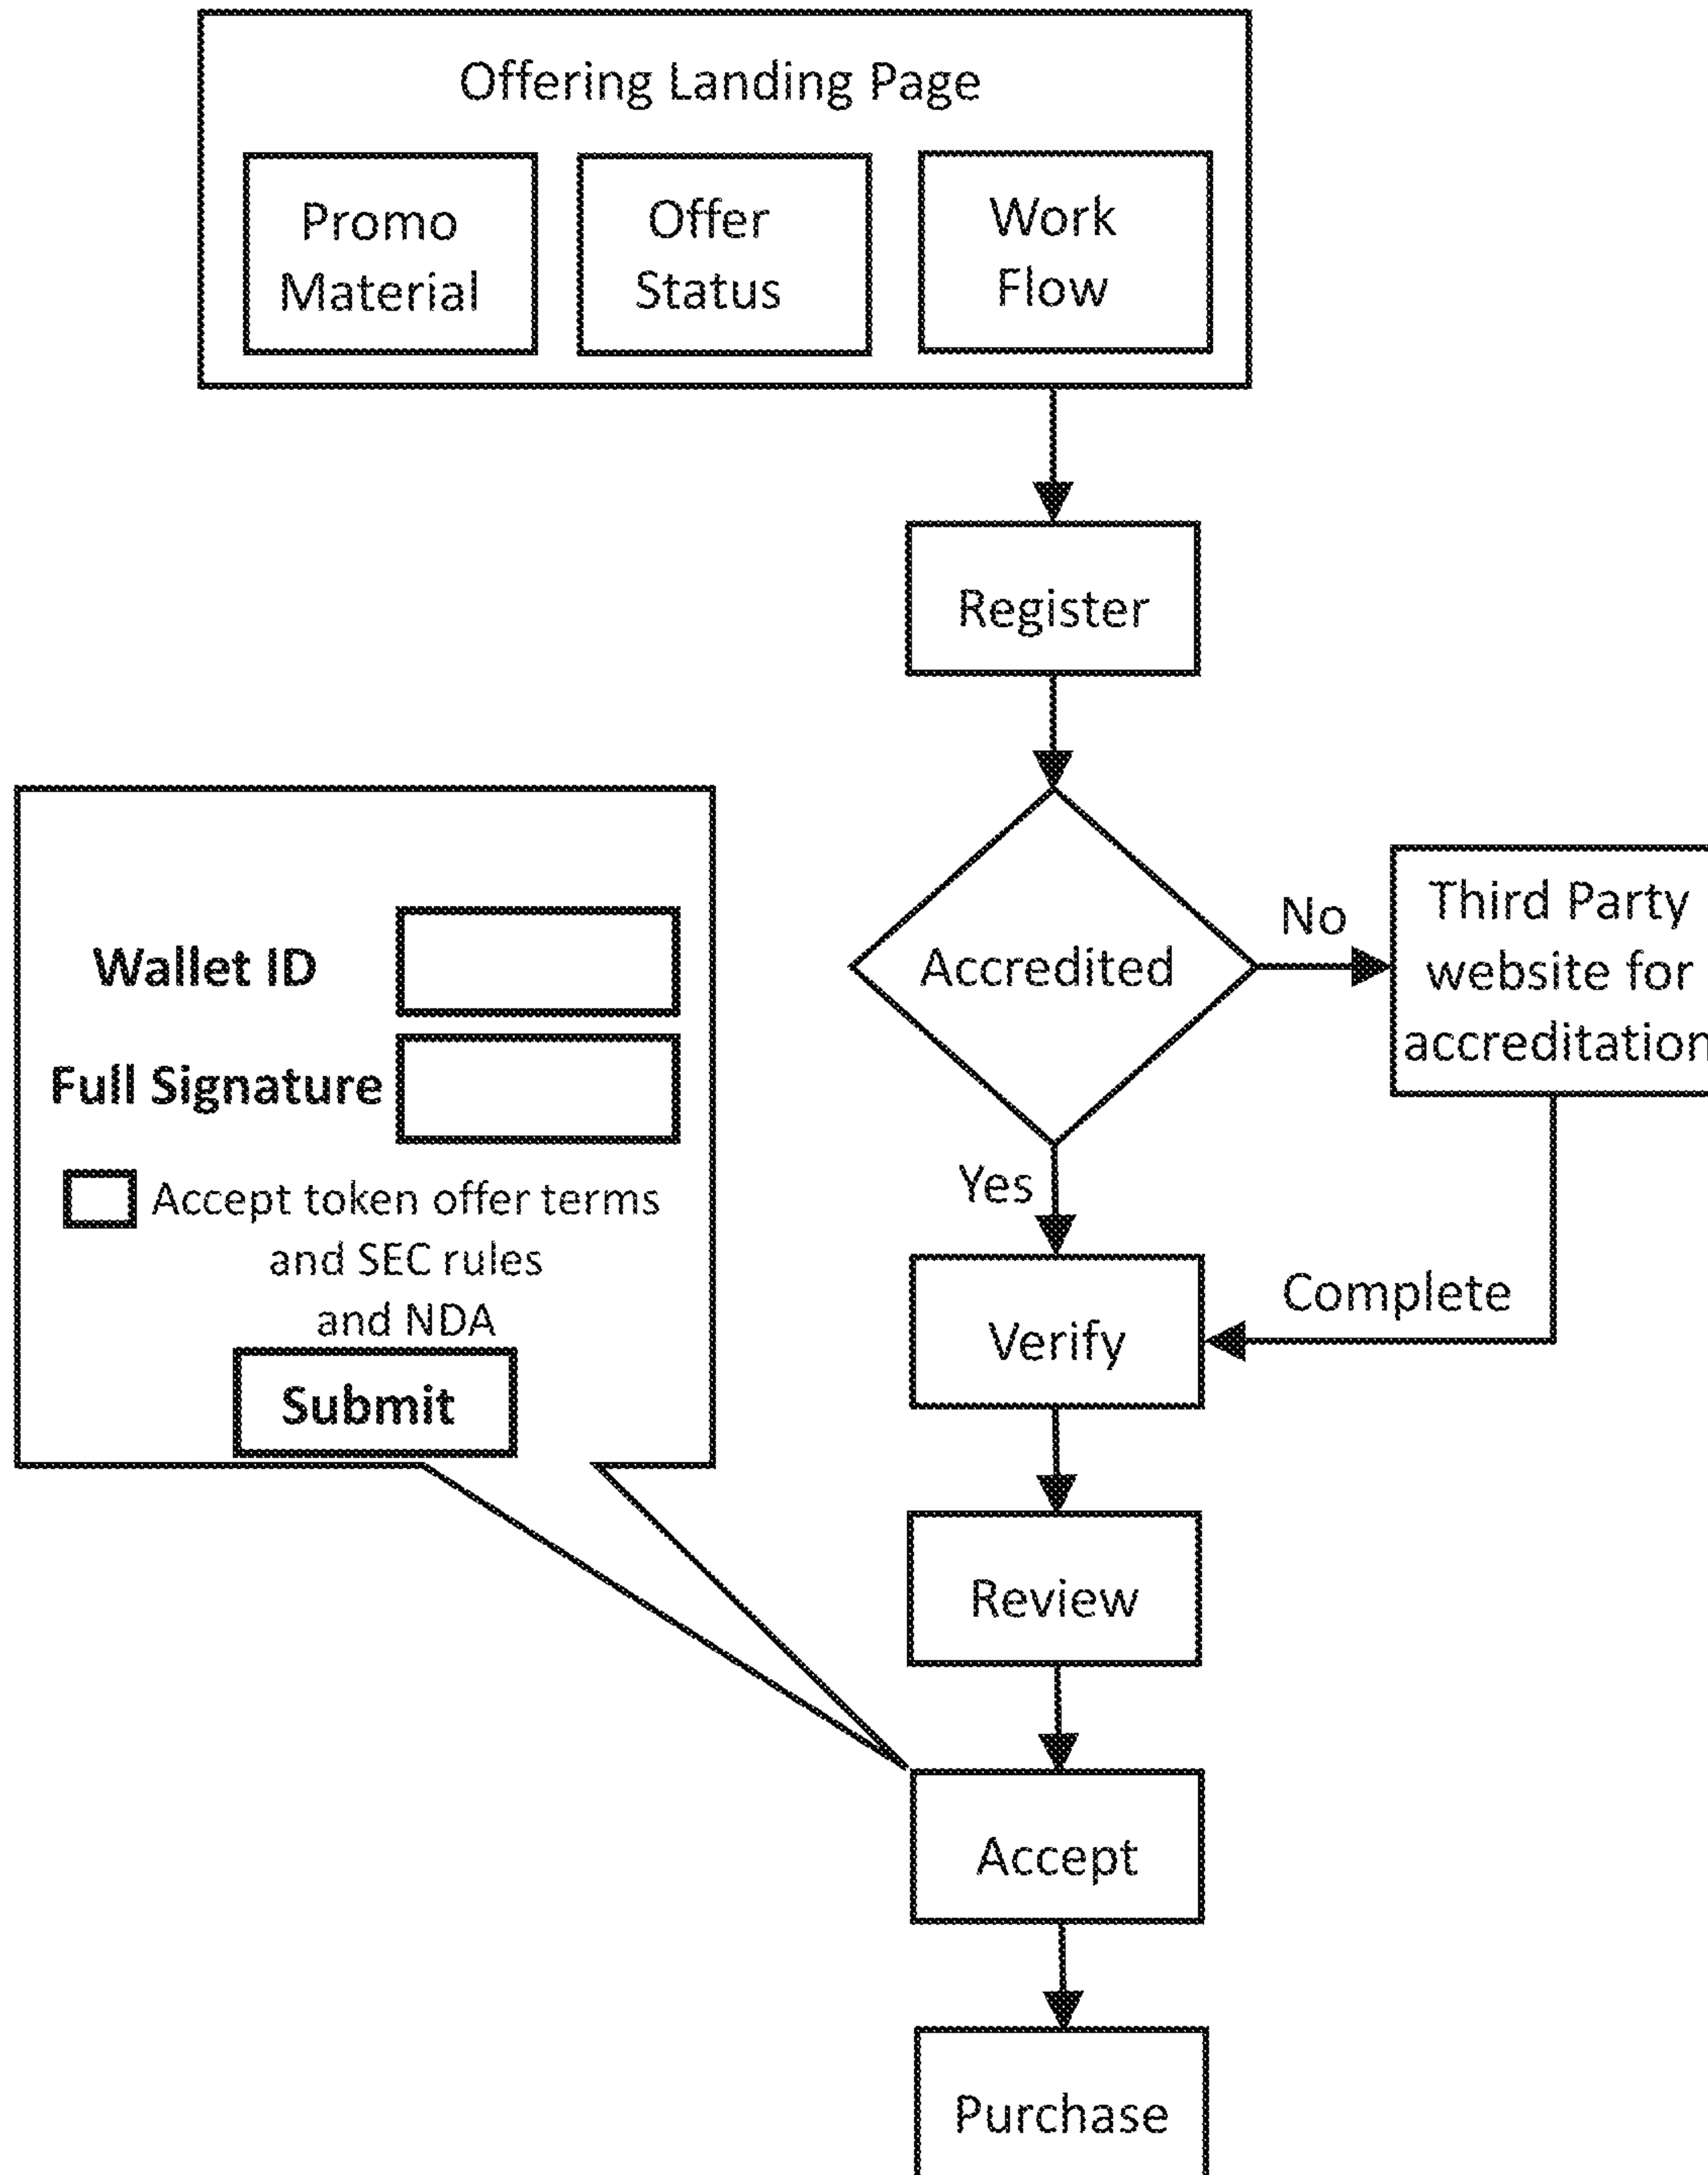 Offering Landing Page
Promo
Material
Offer
Status
Work
Flow
Register
Accredited
No
Third Party
website for
accreditation
Yes
Complete
Verify
Wallet ID
Full Signature
Accept token offer terms
and SEC rules
and NDA
Submit
Review
Accept
Purchase